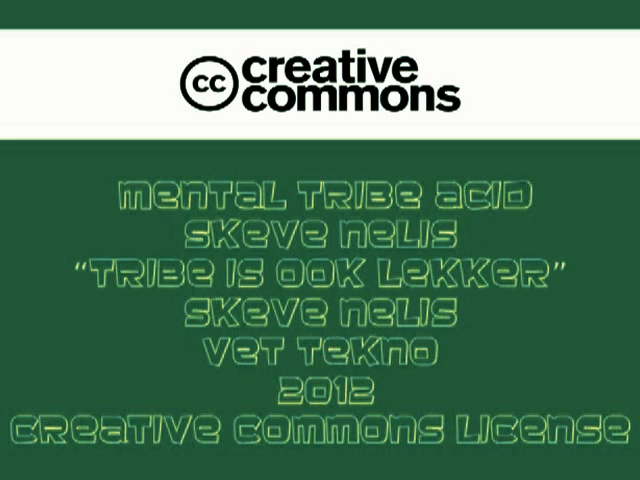 cc creative
commons
mental tribe acid
skeve nelis
"tribe is ook lekker"
skeve nelis
vet tekno
2012
creative commons license